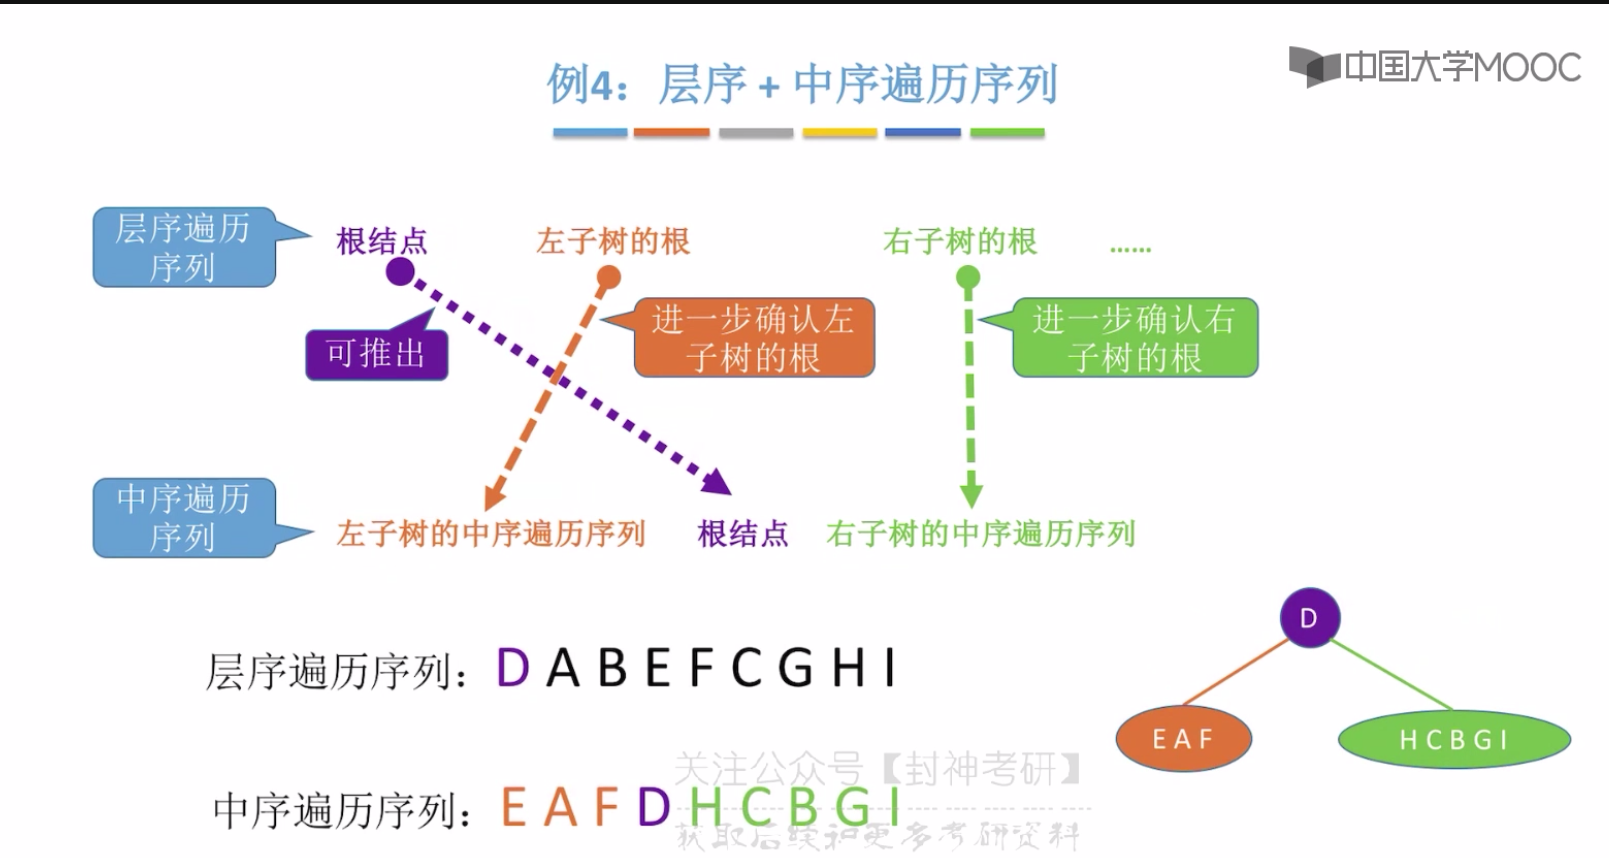 中国大学MOOC
例4：层序 + 中序遍历序列
层序遍历
序列
根结点
左子树的根
右子树的根
......
可推出
进一步确认左
子树的根
进一步确认右
子树的根
中序遍历
序列
左子树的中序遍历序列
根结点
右子树的中序遍历序列
D
E A F
H C B G I
层序遍历序列：D A B E F C G H I
关注公众号【封神考研】
中序遍历序列：E A F D H C B G I
获取后续和更多考研资料